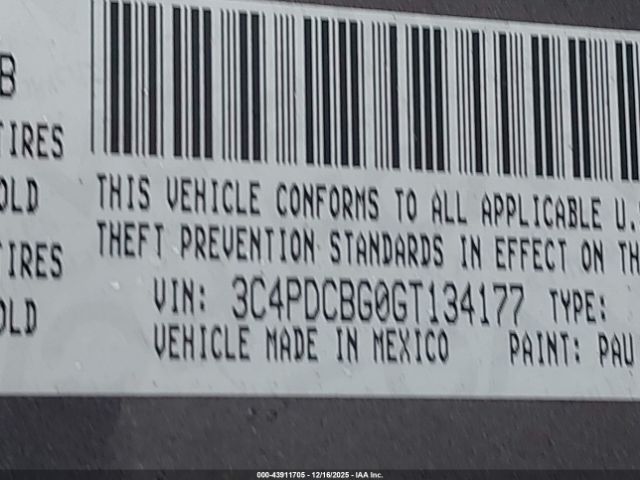 B
TIRES
OLD
TIRES
OLD
THIS VEHICLE CONFORMS TO ALL APPLICABLE U.
THEFT PREVENTION STANDARDS IN EFFECT ON TH
VIN: 3C4PDCBG0GT134177 TYPE:
VEHICLE MADE IN MEXICO PAINT: PAU
000-43911705 - 12/16/2025 - IAA Inc.